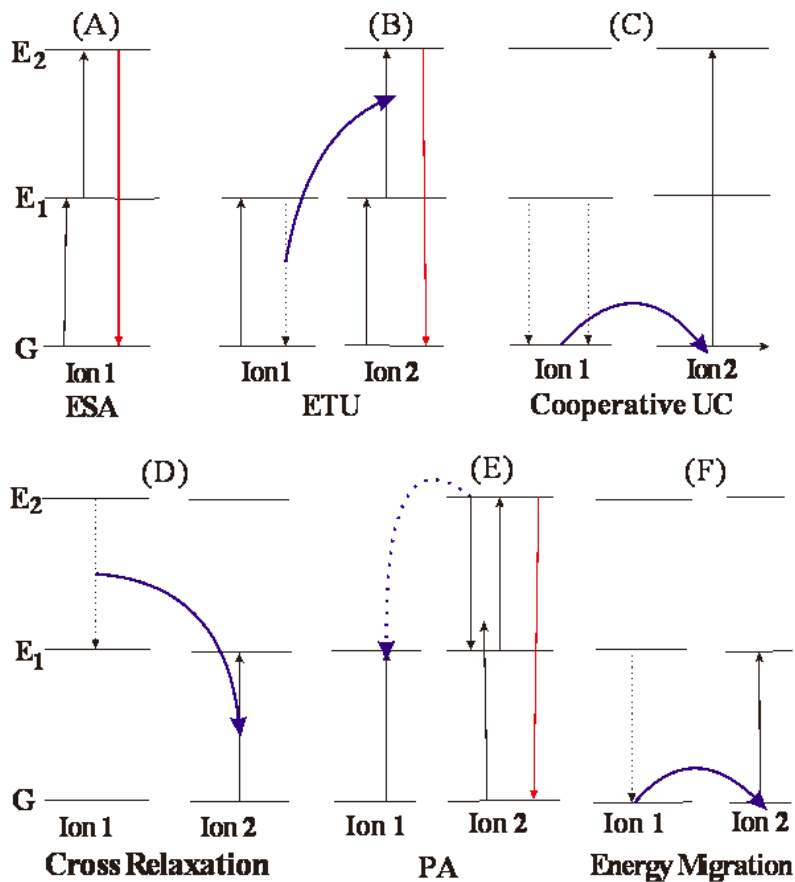 (A) (B) (C)
E2
E1
G
Ion 1 Ion1 Ion 2 Ion 1 Ion 2
ESA ETU Cooperative UC
(D) (E) (F)
E2
E1
G
Ion 1 Ion 2 Ion 1 Ion 2 Ion 1 Ion 2
Cross Relaxation PA Energy Migration